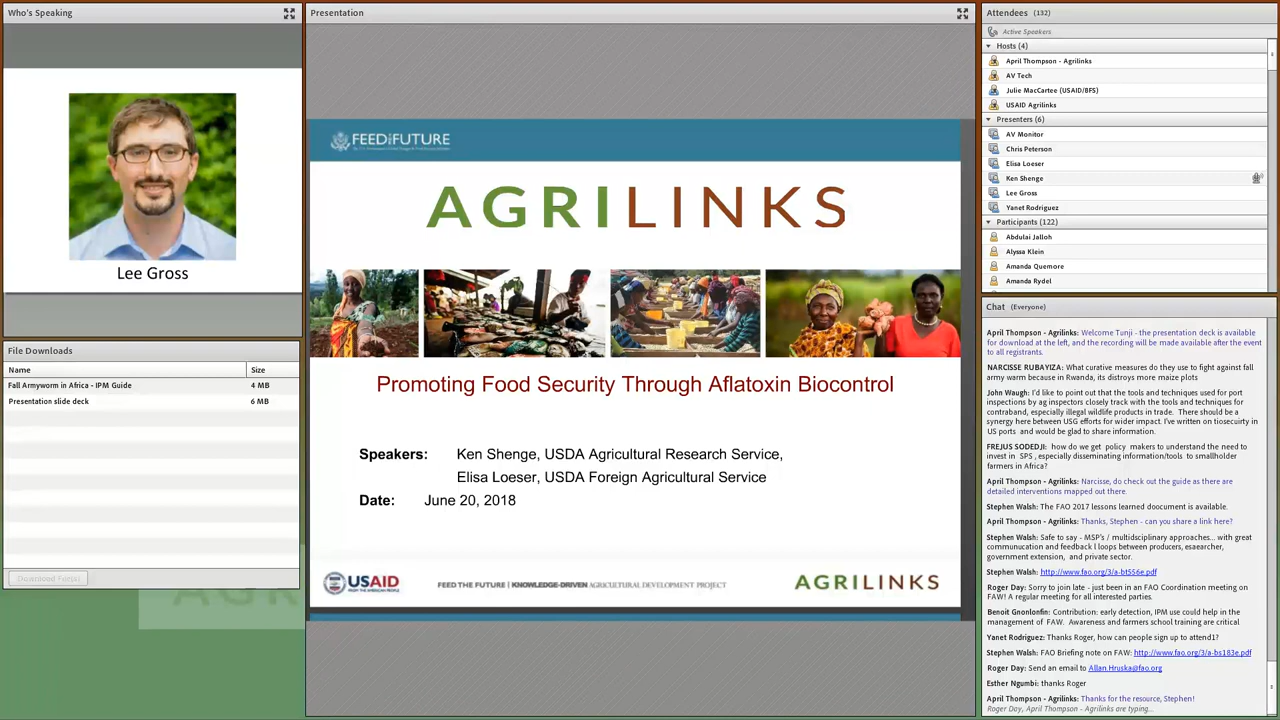 Who's Speaking
Lee Gross
File Downloads
Name Size
Fall Armyworm in Africa - IPM Guide 4 MB
Presentation slide deck 6 MB
Download File(s)
Presentation
FEED THE FUTURE
AGRILINKS
Promoting Food Security Through Aflatoxin Biocontrol
Speakers: Ken Shenge, USDA Agricultural Research Service,
Elisa Loeser, USDA Foreign Agricultural Service
Date: June 20, 2018
USAID
FROM THE AMERICAN PEOPLE
FEED THE FUTURE | KNOWLEDGE-DRIVEN AGRICULTURAL DEVELOPMENT PROJECT
AGRILINKS
Attendees (132)
Active Speakers
Hosts (4)
April Thompson - Agrilinks
AV Tech
Julie MacCartee (USAID/BFS)
USAID Agrilinks
Presenters (6)
AV Monitor
Chris Peterson
Elisa Loeser
Ken Shenge
Lee Gross
Yanet Rodriguez
Participants (122)
Abdulai Jalloh
Alyssa Klein
Amanda Quemore
Amanda Rydel
Chat (Everyone)
April Thompson - Agrilinks: Welcome Tunji - the presentation deck is available
for download at the left, and the recording will be made available after the event
to all registrants.
NARCISSE RUBAYIZA: What curative measures do they use to fight against fall
army warm because in Rwanda, its distroys more maize plots
John Waugh: I'd like to point out that the tools and techniques used for port
inspections by ag inspectors closely track with the tools and techniques for
contraband, especially illegal wildlife products in trade. There should be a
synergy here between USG efforts for wider impact. I've written on tiosecuirty in
US ports and would be glad to share information.
FREJUS SODEDJI: how do we get policy makers to understand the need to
invest in SPS , especially disseminating information/tools to smallholder
farmers in Africa?
April Thompson - Agrilinks: Narcisse, do check out the guide as there are
detailed interventions mapped out there.
Stephen Walsh: The FAO 2017 lessons learned doocument is available.
April Thompson - Agrilinks: Thanks, Stephen - can you share a link here?
Stephen Walsh: Safe to say - MSP's / multidisciplinary approaches... with great
communucation and feedback l loops between producers, esaearcher,
government extension, and private sector.
Stephen Walsh: http://www.fao.org/3/a-bt556e.pdf
Roger Day: Sorry to join late - just been in an FAO Coordination meeting on
FAW! A regular meeting for all interested parties.
Benoit Gnonlonfin: Contribution: early detection, IPM use could help in the
management of FAW. Awareness and farmers school training are critical
Yanet Rodriguez: Thanks Roger, how can people sign up to attend1?
Stephen Walsh: FAO Briefing note on FAW: http://www.fao.org/3/a-bs183e.pdf
Roger Day: Send an email to Allan.Hruska@fao.org
Esther Ngumbi: thanks Roger
April Thompson - Agrilinks: Thanks for the resource, Stephen!
Roger Day, April Thompson - Agrilinks are typing...